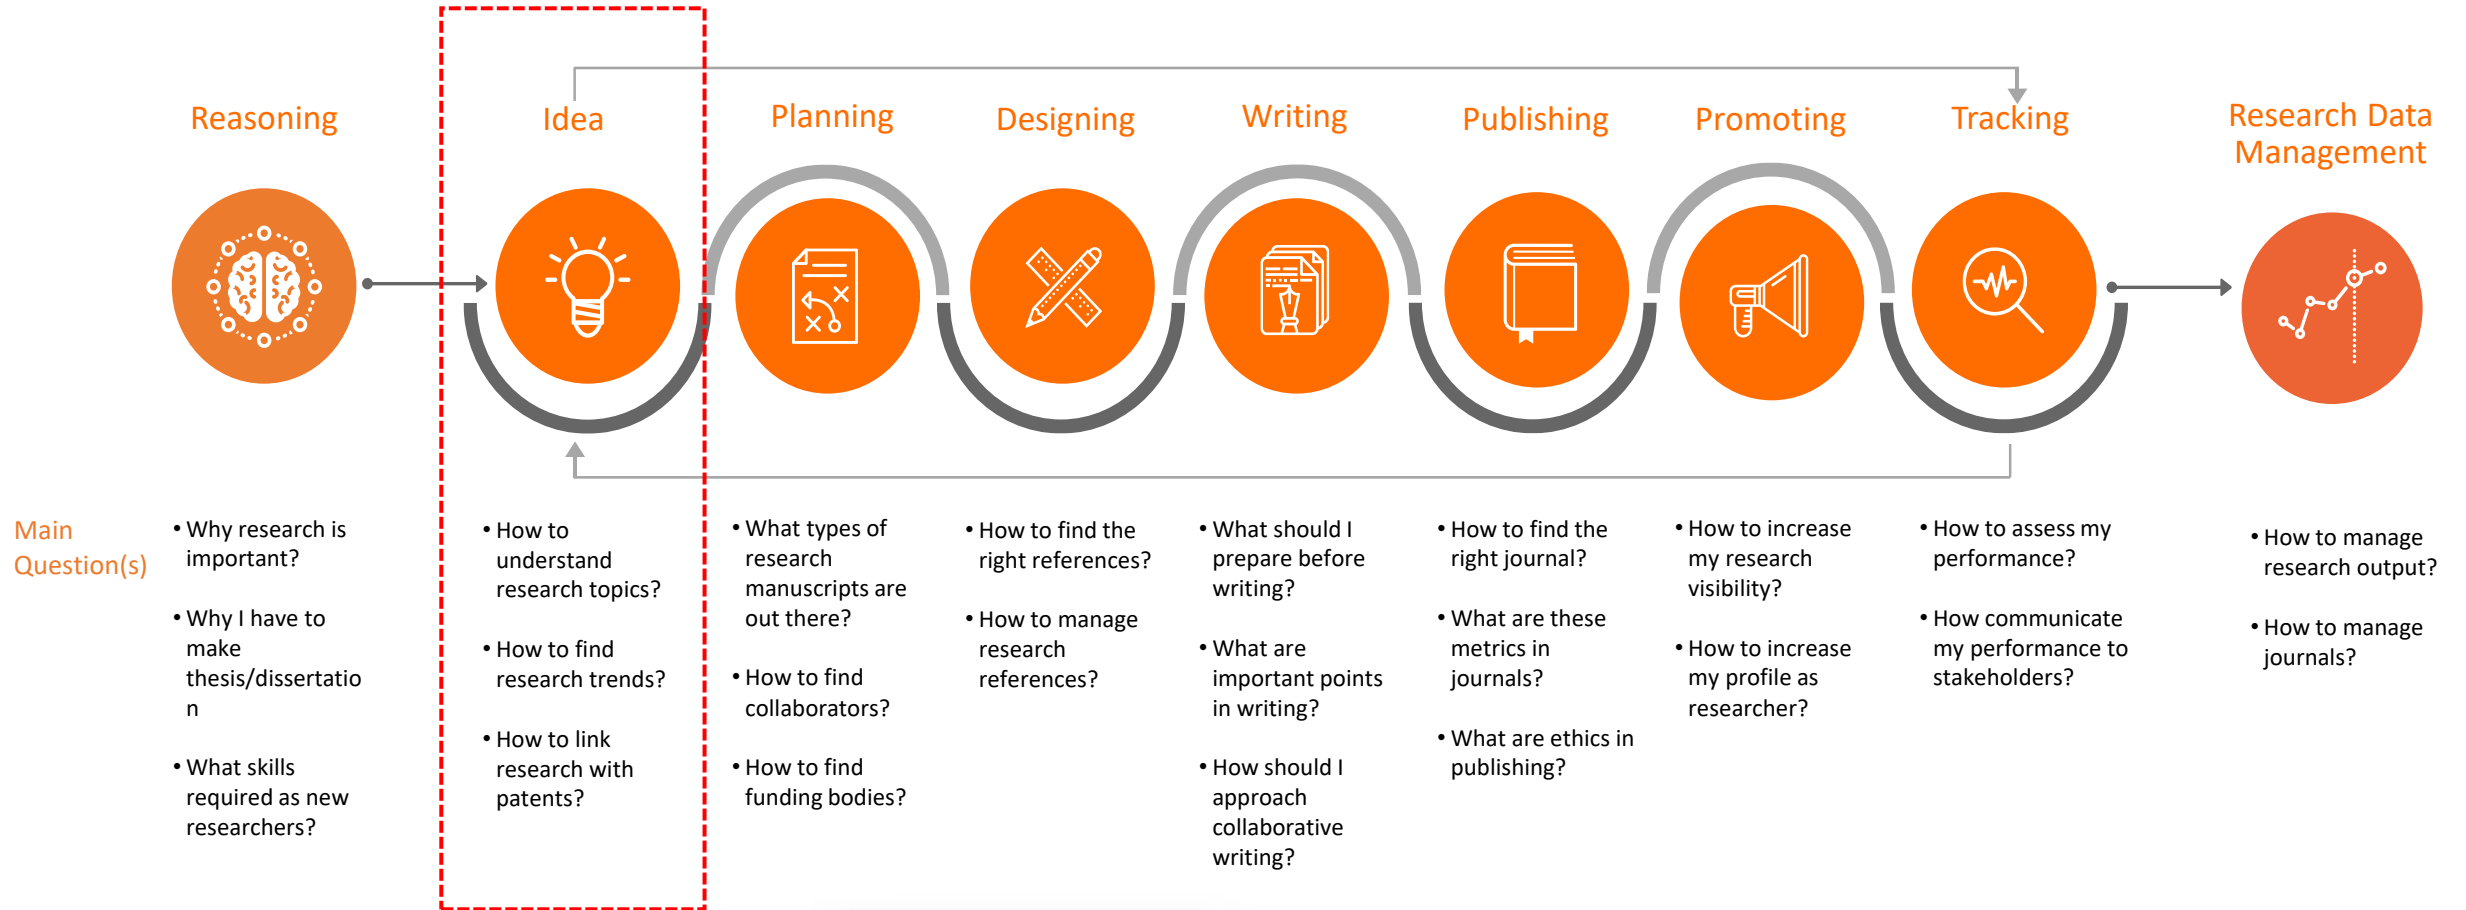 Reasoning
Idea
Planning
Designing
Writing
Publishing
Promoting
Tracking
Research Data
Management
Main
Question(s)
• Why research is
important?
• Why I have to
make
thesis/dissertatio
n
• What skills
required as new
researchers?
• How to
understand
research topics?
• How to find
research trends?
• How to link
research with
patents?
• What types of
research
manuscripts are
out there?
• How to find
collaborators?
• How to find
funding bodies?
• How to find the
right references?
• How to manage
research
references?
• What should I
prepare before
writing?
• What are
important points
in writing?
• How should I
approach
collaborative
writing?
• How to find the
right journal?
• What are these
metrics in
journals?
• What are ethics in
publishing?
• How to increase
my research
visibility?
• How to increase
my profile as
researcher?
• How to assess my
performance?
• How communicate
my performance to
stakeholders?
• How to manage
research output?
• How to manage
journals?